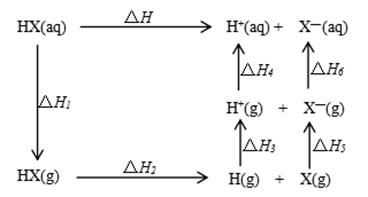 HX(aq) △H H⁺(aq) + X—(aq)
△H₁ △H₄ △H₆
H⁺(g) + X—(g)
△H₃ △H₅
HX(g) △H₂ H(g) + X(g)